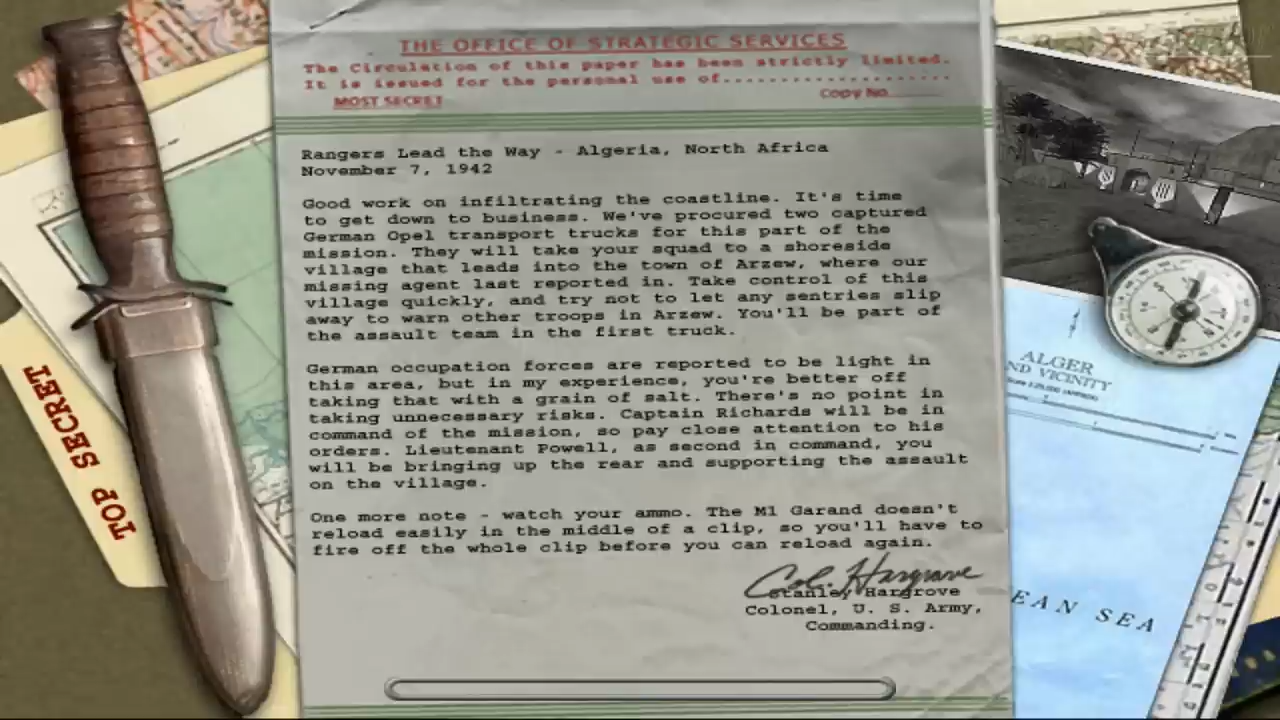 THE OFFICE OF STRATEGIC SERVICES
The Circulation of this paper has been strictly limited.
It is issued for the personal use of........................
MOST SECRET
Copy No
Rangers Lead the Way - Algeria, North Africa
November 7, 1942
Good work on infiltrating the coastline. It's time
to get down to business. We've procured two captured
German Opel transport trucks for this part of the
mission. They will take your squad to a shoreside
village that leads into the town of Arzew, where our
missing agent last reported in. Take control of this
village quickly, and try not to let any sentries slip
away to warn other troops in Arzew. You'll be part of
the assault team in the first truck.
German occupation forces are reported to be light in
this area, but in my experience, you're better off
taking that with a grain of salt. There's no point in
taking unnecessary risks. Captain Richards will be in
command of the mission, so pay close attention to his
orders. Lieutenant Powell, as second in command, you
will be bringing up the rear and supporting the assault
on the village.
One more note - watch your ammo. The M1 Garand doesn't
reload easily in the middle of a clip, so you'll have to
fire off the whole clip before you can reload again.
Col. Hargrave
Stanley Hargrove
Colonel, U. S. Army,
Commanding.
TOP SECRET
ALGER
ND VICINITY
EAN SEA